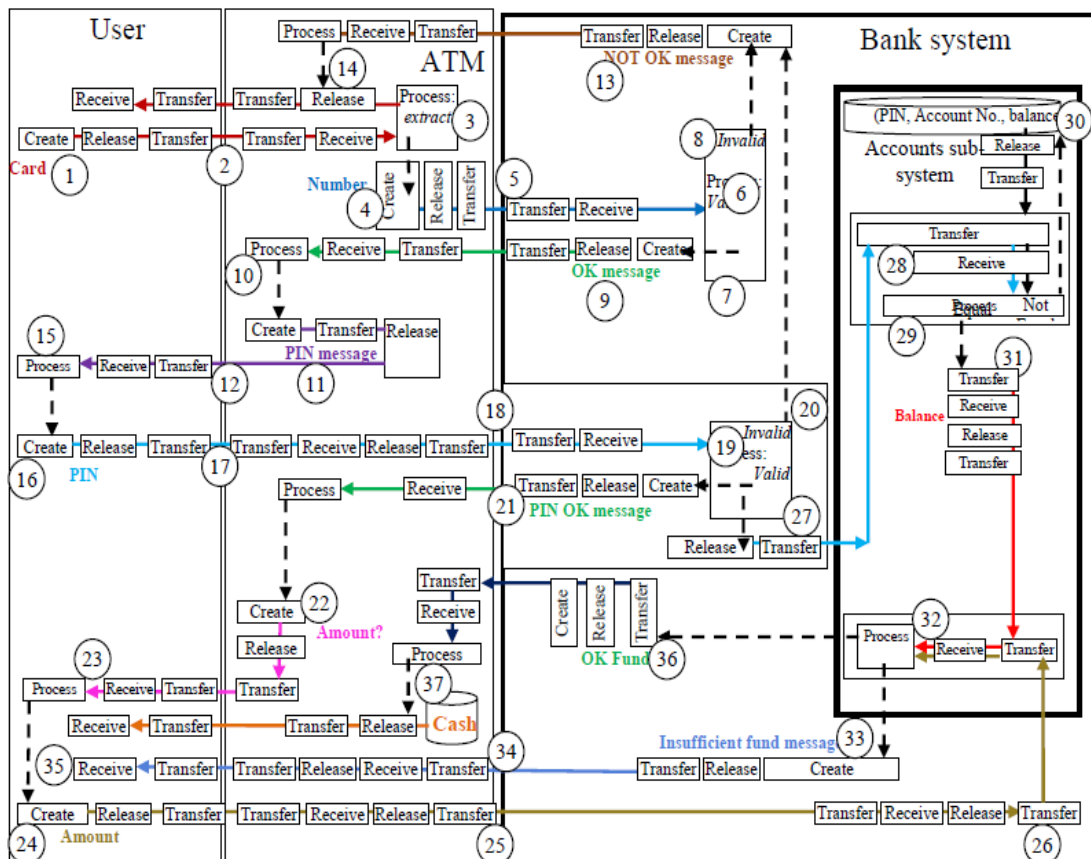 User
ATM
Bank system
Process Receive Transfer
Transfer Release Create
NOT OK message
14
13
Receive Transfer Transfer Release
Process:
extract
3
Create Release Transfer Transfer Receive
Card
1
2
(PIN, Account No., balance
30
Accounts sub-
system
Release
Transfer
8
Invalid
6
Number
4
Create
Release
Transfer
5
Transfer Receive
Process Receive Transfer Transfer Release Create
OK message
10
9
7
Transfer
28
Receive
Process Not
Equal
29
Create Transfer Release
PIN message
15
Process Receive Transfer
12
11
31
Transfer
Balance
Receive
Release
Transfer
18
20
Create Release Transfer Transfer Receive Release Transfer Transfer Receive
Invalid
19
ess:
Valid
16
PIN
17
Process Receive Transfer Release Create
21
PIN OK message
27
Release Transfer
Transfer
Receive
Process
Create
22
Amount?
Release
Transfer
Create
Release
Transfer
OK Fund
36
Process
32
Receive Transfer
23
Process Receive Transfer
37
Receive Transfer Transfer Release Cash
Insufficient fund message
33
34
35
Receive Transfer Transfer Release Receive Transfer Transfer Release Create
Create Release Transfer Transfer Receive Release Transfer Transfer Receive Release Transfer
Amount
24
25
26